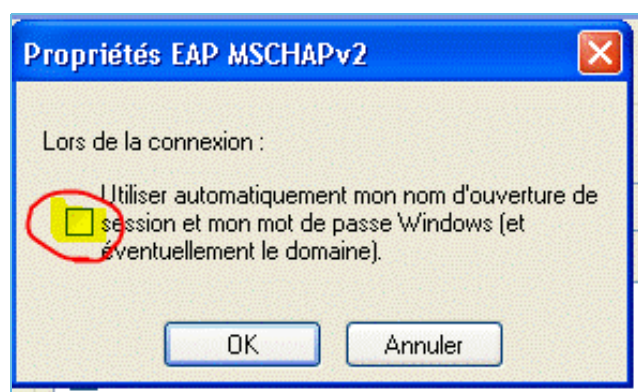 Propriétés EAP MSCHAPv2
Lors de la connexion :
Utiliser automatiquement mon nom d'ouverture de
session et mon mot de passe Windows (et
éventuellement le domaine).
OK
Annuler